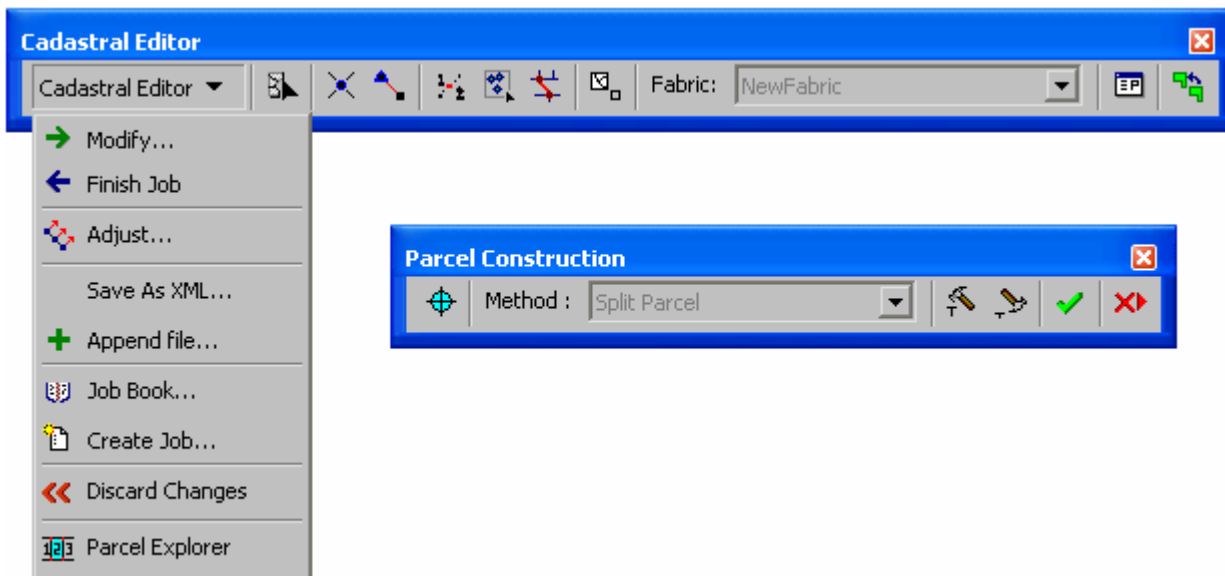 Cadastral Editor
Cadastral Editor Fabric: NewFabric
Modify...
Finish Job
Adjust...
Save As XML...
Append file...
Job Book...
Create Job...
Discard Changes
Parcel Explorer
Parcel Construction
Method : Split Parcel